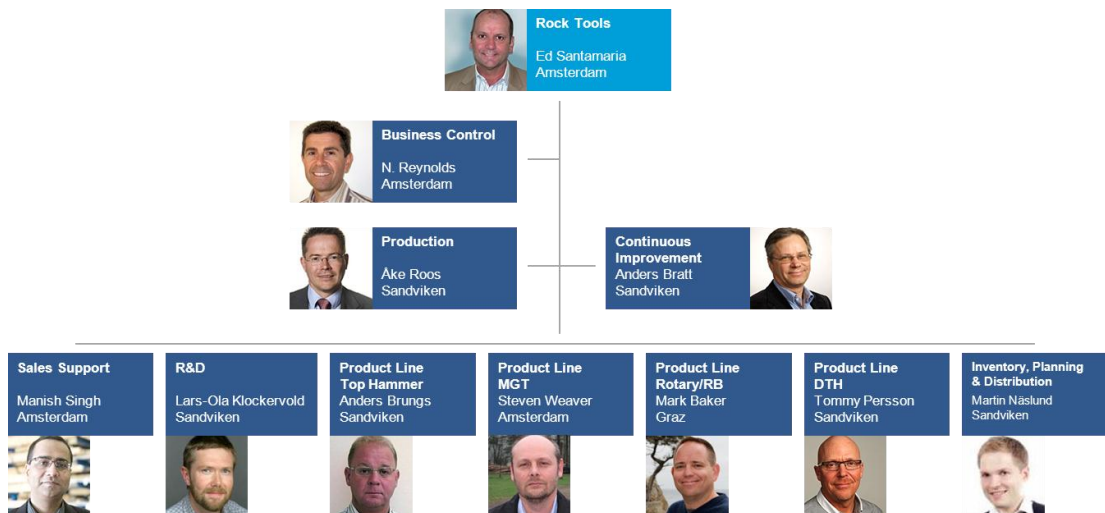 Rock Tools
Ed Santamaria
Amsterdam
Business Control
N. Reynolds
Amsterdam
Production
Åke Roos
Sandviken
Continuous
Improvement
Anders Bratt
Sandviken
Sales Support
Manish Singh
Amsterdam
R&D
Lars-Ola Klockervold
Sandviken
Product Line
Top Hammer
Anders Brungs
Sandviken
Product Line
MGT
Steven Weaver
Amsterdam
Product Line
Rotary/RB
Mark Baker
Graz
Product Line
DTH
Tommy Persson
Sandviken
Inventory, Planning
& Distribution
Martin Näslund
Sandviken